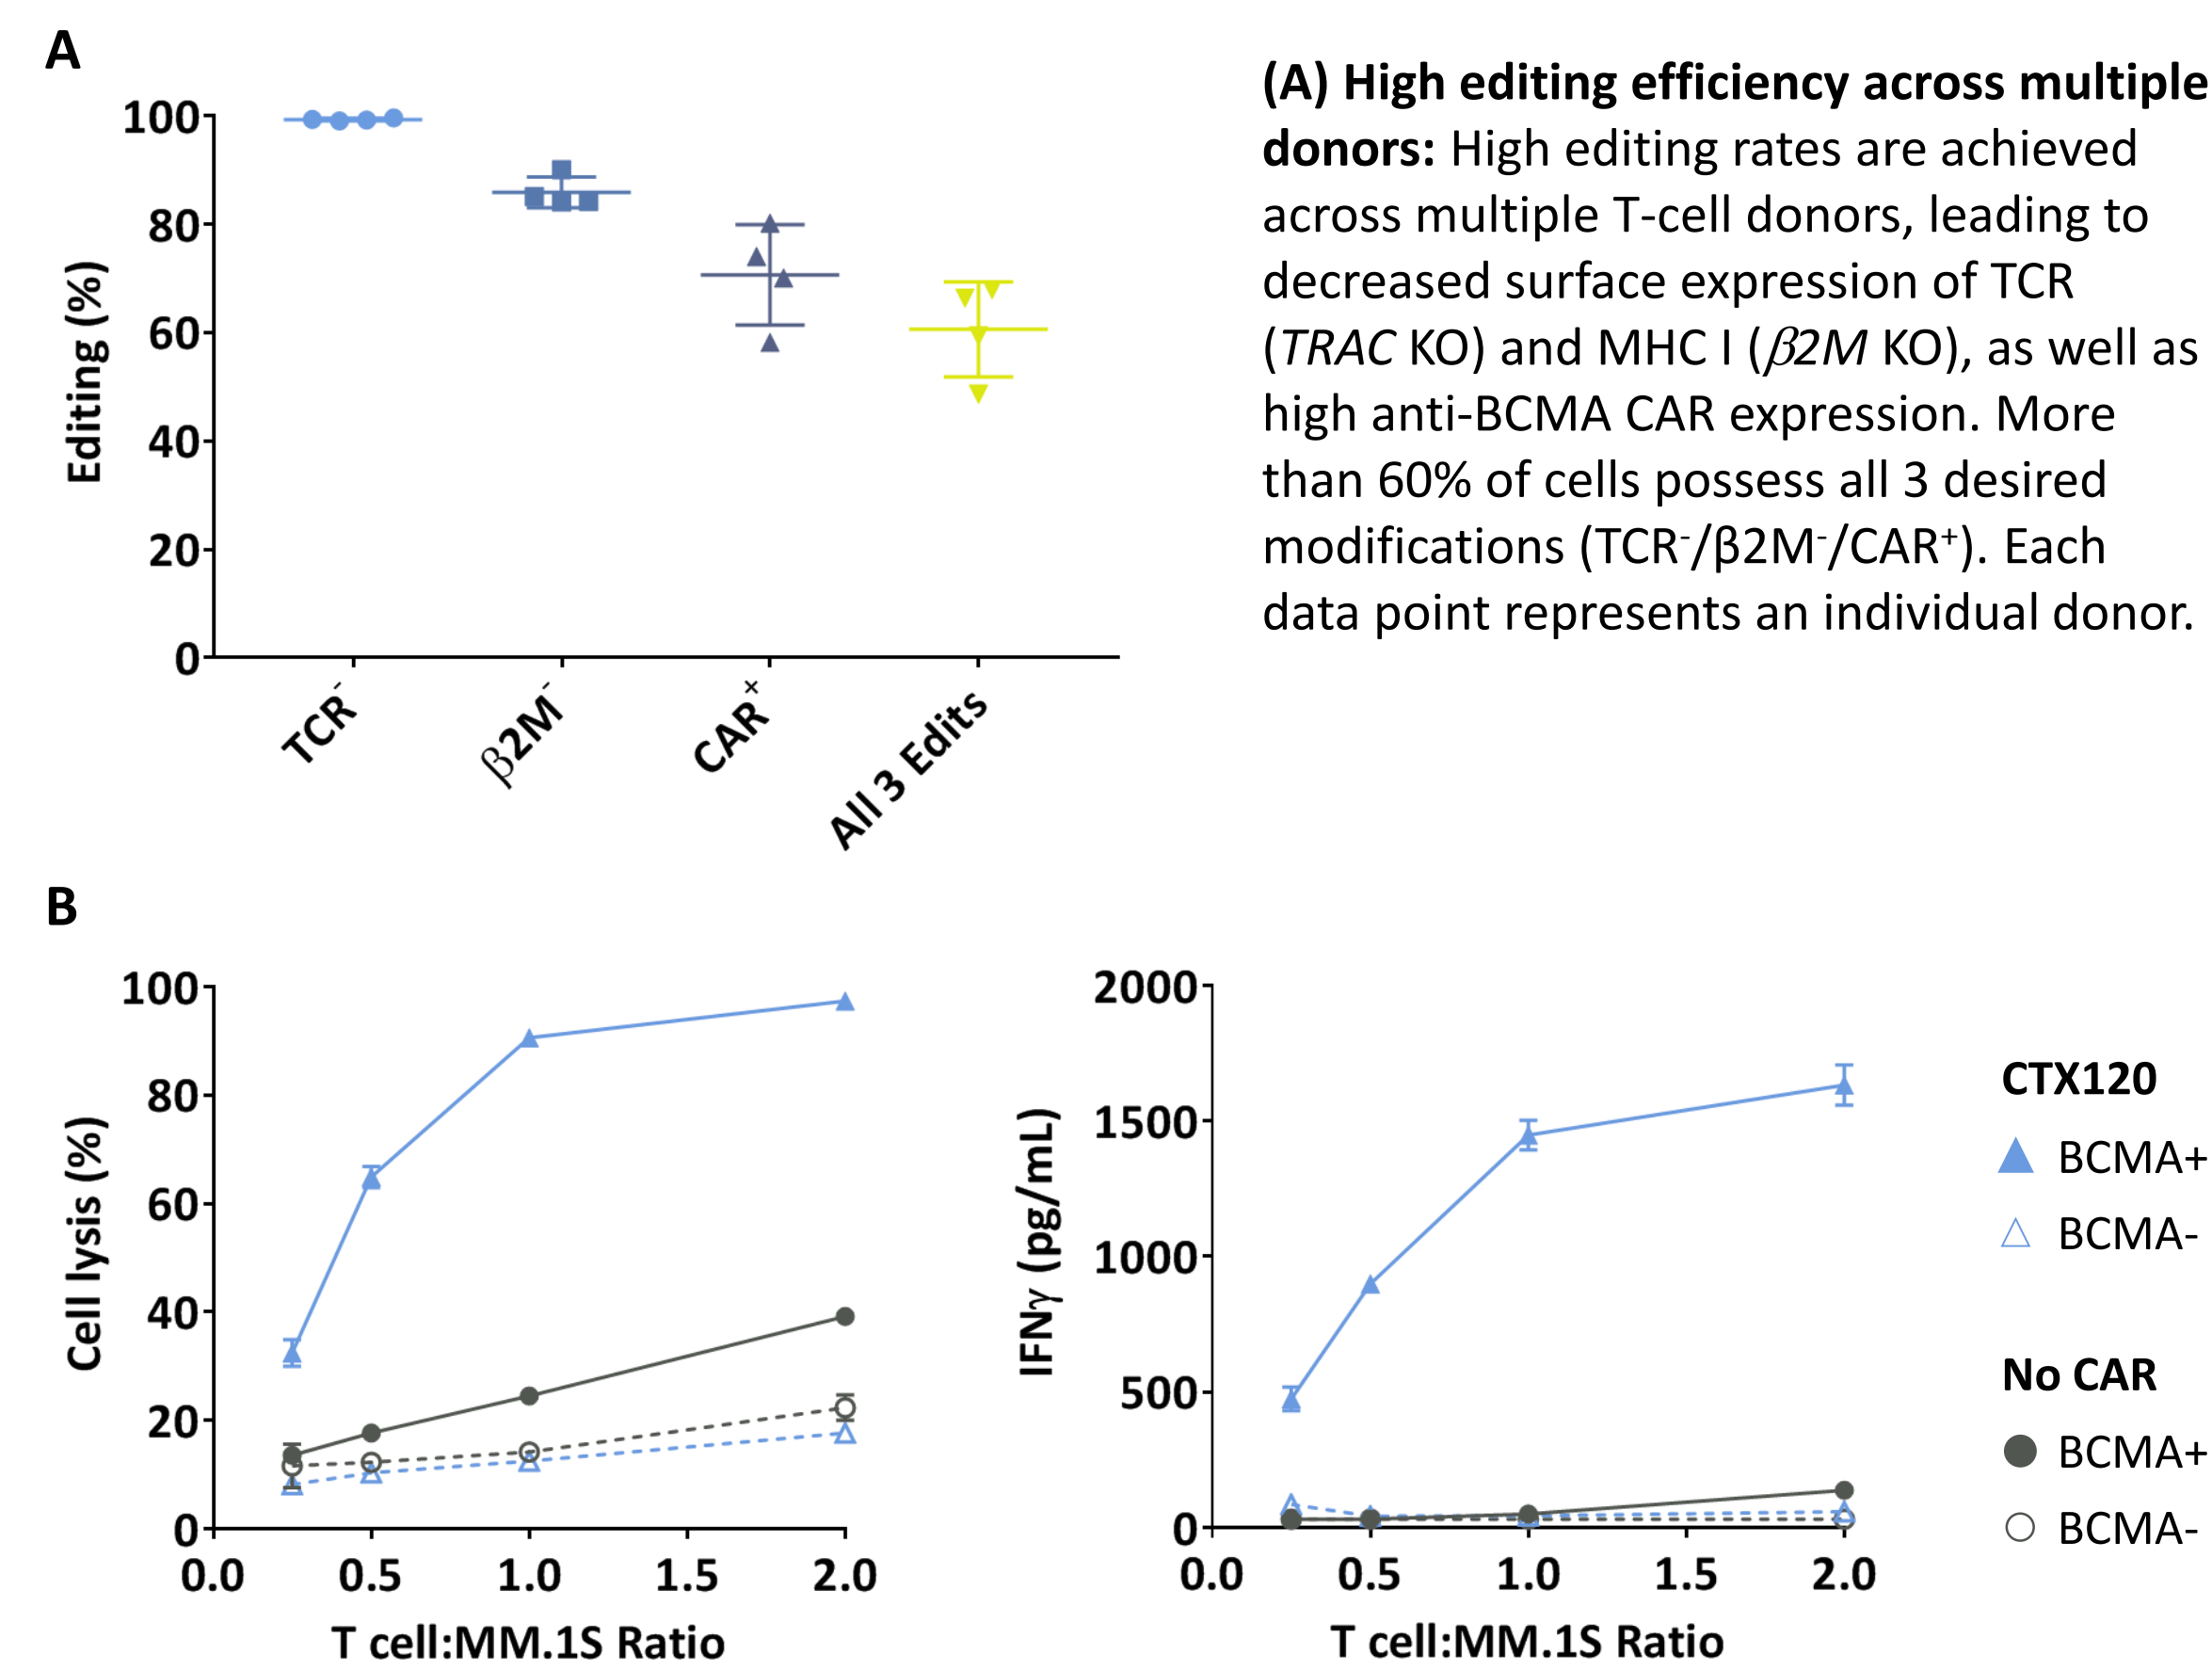 A
100
80
60
40
20
0
Editing (%)
TCR⁻
β2M⁻
CAR⁺
All 3 Edits
(A) High editing efficiency across multiple
donors: High editing rates are achieved
across multiple T-cell donors, leading to
decreased surface expression of TCR
(TRAC KO) and MHC I (β2M KO), as well as
high anti-BCMA CAR expression. More
than 60% of cells possess all 3 desired
modifications (TCR⁻/β2M⁻/CAR⁺). Each
data point represents an individual donor.
B
100
80
60
40
20
0
Cell lysis (%)
0.0 0.5 1.0 1.5 2.0
T cell:MM.1S Ratio
2000
1500
1000
500
0
IFNγ (pg/mL)
0.0 0.5 1.0 1.5 2.0
T cell:MM.1S Ratio
CTX120
BCMA+
BCMA-
No CAR
BCMA+
BCMA-